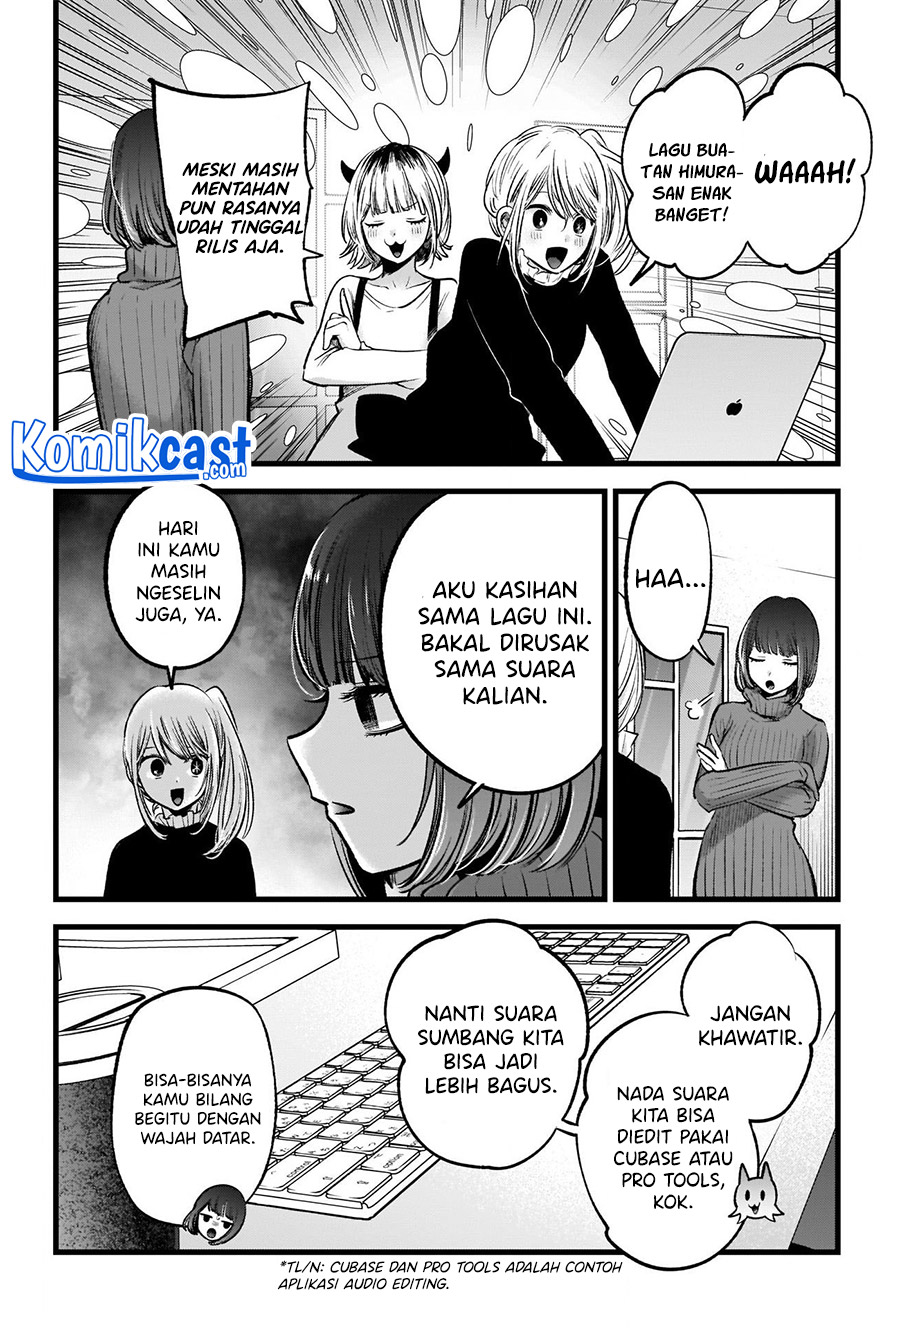 WAAAH!
LAGU BUA-
TAN HIMURA-
SAN ENAK
BANGET!
MESKI MASIH
MENTAHAN
PUN RASANYA
UDAH TINGGAL
RILIS AJA.
Komikcast
.com
HAA...
AKU KASIHAN
SAMA LAGU INI.
BAKAL DIRUSAK
SAMA SUARA
KALIAN.
HARI
INI KAMU
MASIH
NGESELIN
JUGA, YA.
JANGAN
KHAWATIR.
NADA SUARA
KITA BISA
DIEDIT PAKAI
CUBASE ATAU
PRO TOOLS,
KOK.
NANTI SUARA
SUMBANG KITA
BISA JADI
LEBIH BAGUS.
BISA-BISANYA
KAMU BILANG
BEGITU DENGAN
WAJAH DATAR.
control
option
*TL/N: CUBASE DAN PRO TOOLS ADALAH CONTOH
APLIKASI AUDIO EDITING.